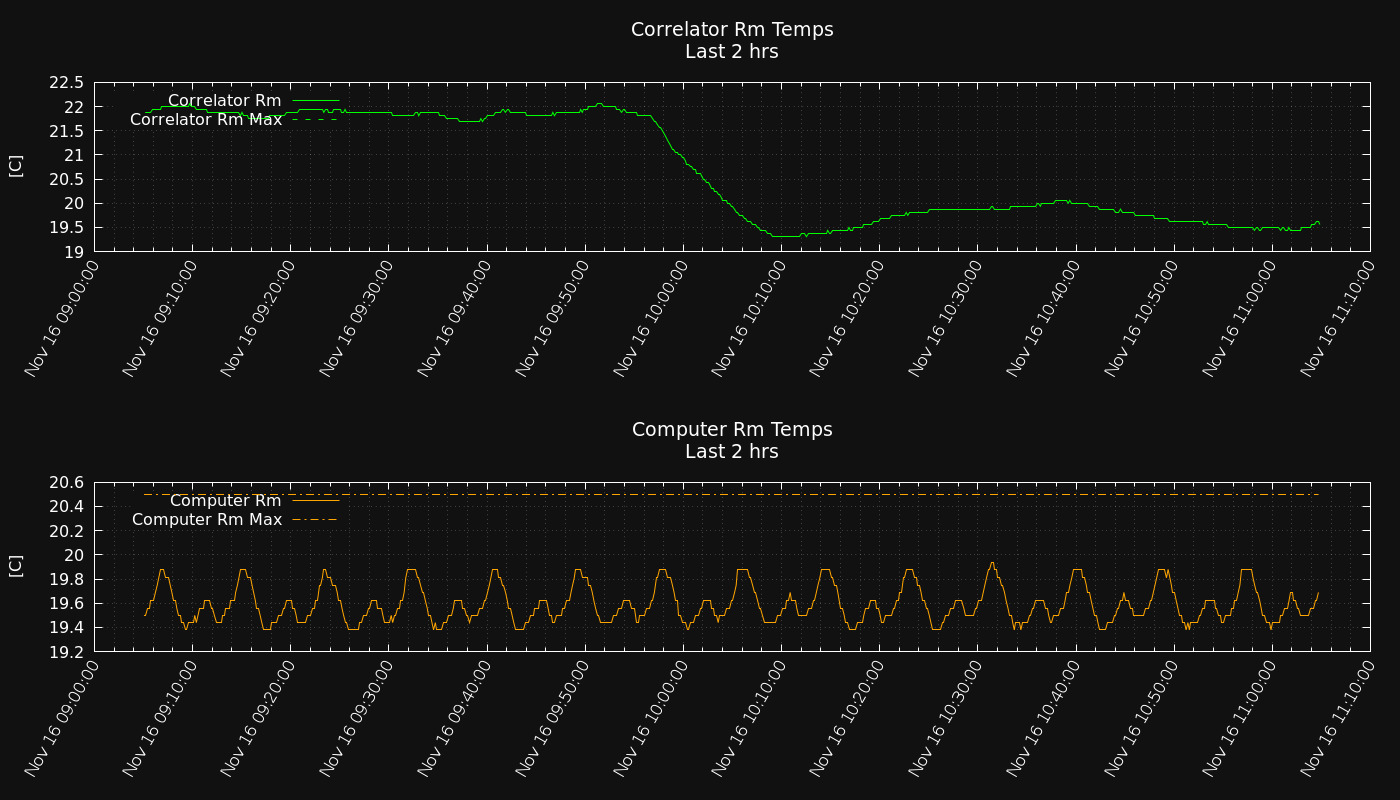 Correlator Rm Temps
Last 2 hrs
22.5
22
21.5
21
20.5
20
19.5
19
[C]
Correlator Rm
Correlator Rm Max
Nov 16 09:00:00
Nov 16 09:10:00
Nov 16 09:20:00
Nov 16 09:30:00
Nov 16 09:40:00
Nov 16 09:50:00
Nov 16 10:00:00
Nov 16 10:10:00
Nov 16 10:20:00
Nov 16 10:30:00
Nov 16 10:40:00
Nov 16 10:50:00
Nov 16 11:00:00
Nov 16 11:10:00
Computer Rm Temps
Last 2 hrs
20.6
20.4
20.2
20
19.8
19.6
19.4
19.2
[C]
Computer Rm
Computer Rm Max
Nov 16 09:00:00
Nov 16 09:10:00
Nov 16 09:20:00
Nov 16 09:30:00
Nov 16 09:40:00
Nov 16 09:50:00
Nov 16 10:00:00
Nov 16 10:10:00
Nov 16 10:20:00
Nov 16 10:30:00
Nov 16 10:40:00
Nov 16 10:50:00
Nov 16 11:00:00
Nov 16 11:10:00